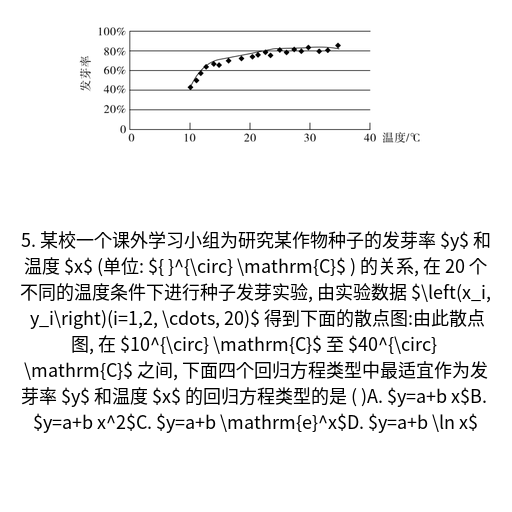 100%
80%
60%
40%
20%
0
发芽率
0 10 20 30 40 温度/℃
5. 某校一个课外学习小组为研究某作物种子的发芽率 $y$ 和
温度 $x$ (单位: ${ }^{\circ} \mathrm{C}$ ) 的关系, 在 20 个
不同的温度条件下进行种子发芽实验, 由实验数据 $\left(x_i,
y_i\right)(i=1,2, \cdots, 20)$ 得到下面的散点图:由此散点
图, 在 $10^{\circ} \mathrm{C}$ 至 $40^{\circ}
\mathrm{C}$ 之间, 下面四个回归方程类型中最适宜作为发
芽率 $y$ 和温度 $x$ 的回归方程类型的是 ( )A. $y=a+b x$B.
$y=a+b x^2$C. $y=a+b \mathrm{e}^x$D. $y=a+b \ln x$